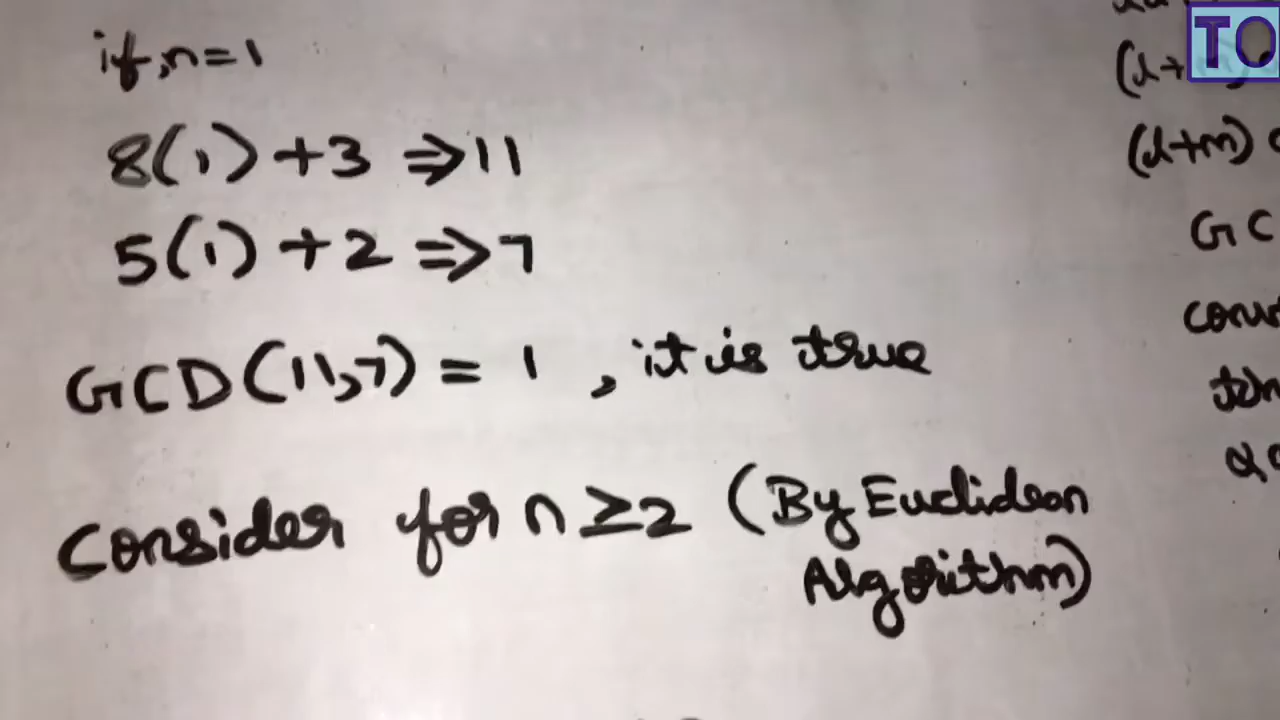 if, n=1
8(1) +3 ⇒11
5(1) +2 ⇒7
GCD(11,7) = 1 , it is true
Consider for n ≥2 (By Euclidean
Algorithm)
TO
(d+m)
GC